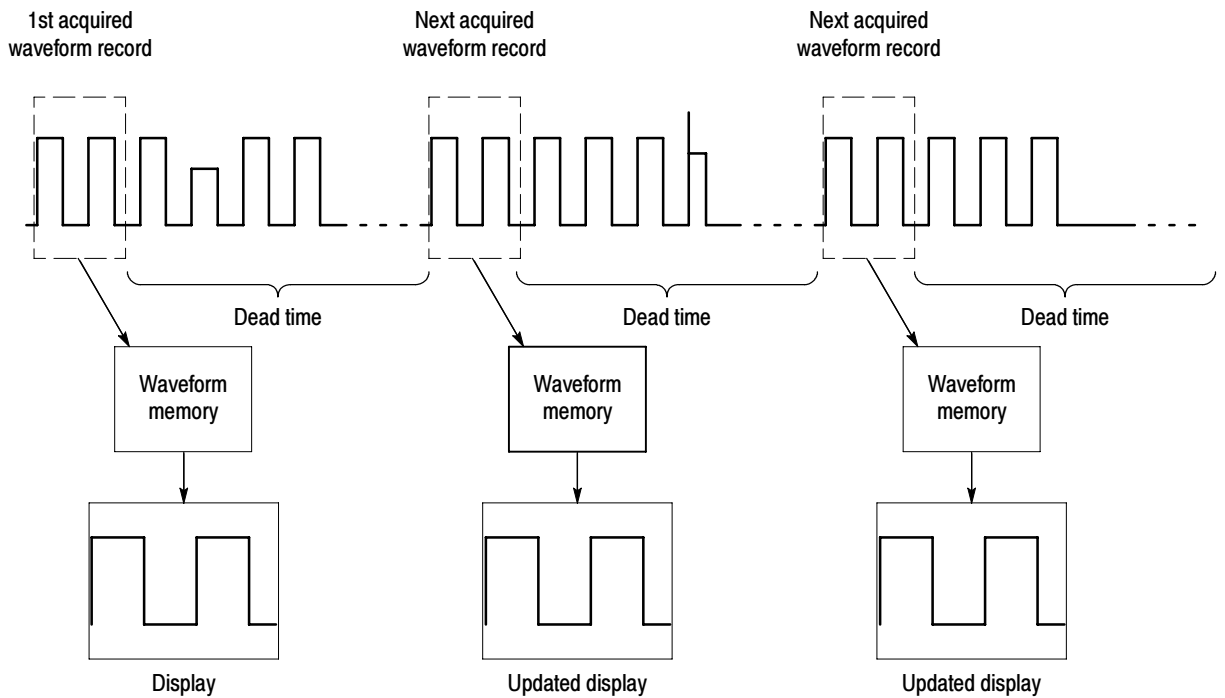 1st acquired
waveform record
Next acquired
waveform record
Next acquired
waveform record
Dead time
Dead time
Dead time
Waveform
memory
Waveform
memory
Waveform
memory
Display
Updated display
Updated display